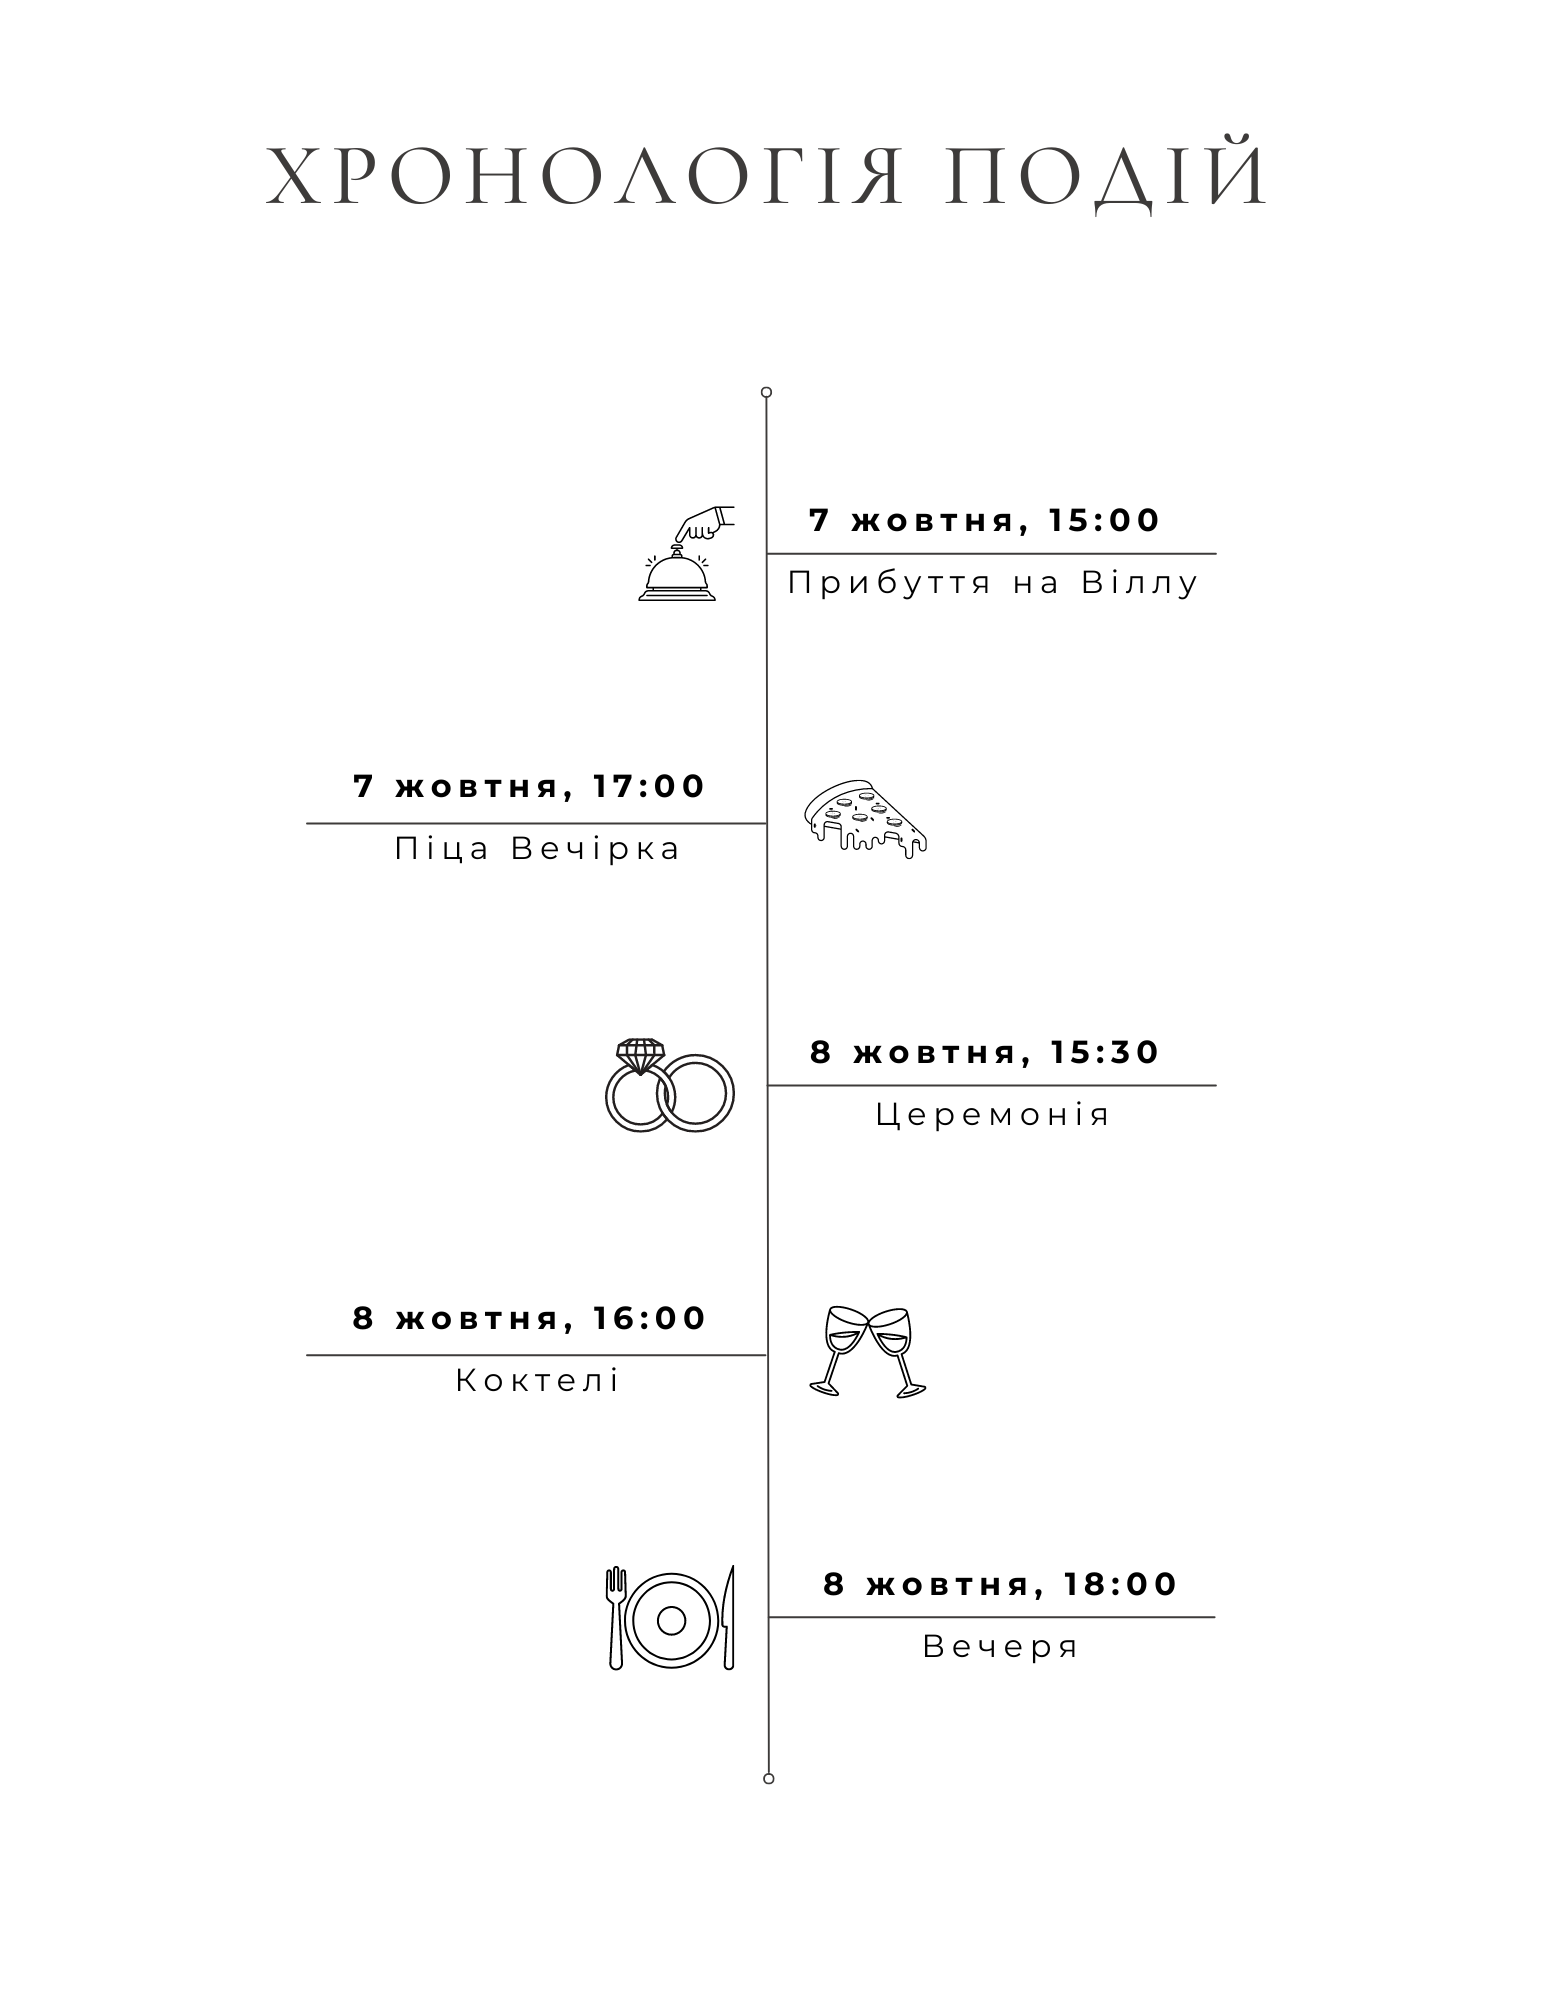 ХРОНОЛОГІЯ ПОДІЙ
7 жовтня, 15:00
Прибуття на Віллу
7 жовтня, 17:00
Піца Вечірка
8 жовтня, 15:30
Церемонія
8 жовтня, 16:00
Коктелі
8 жовтня, 18:00
Вечеря